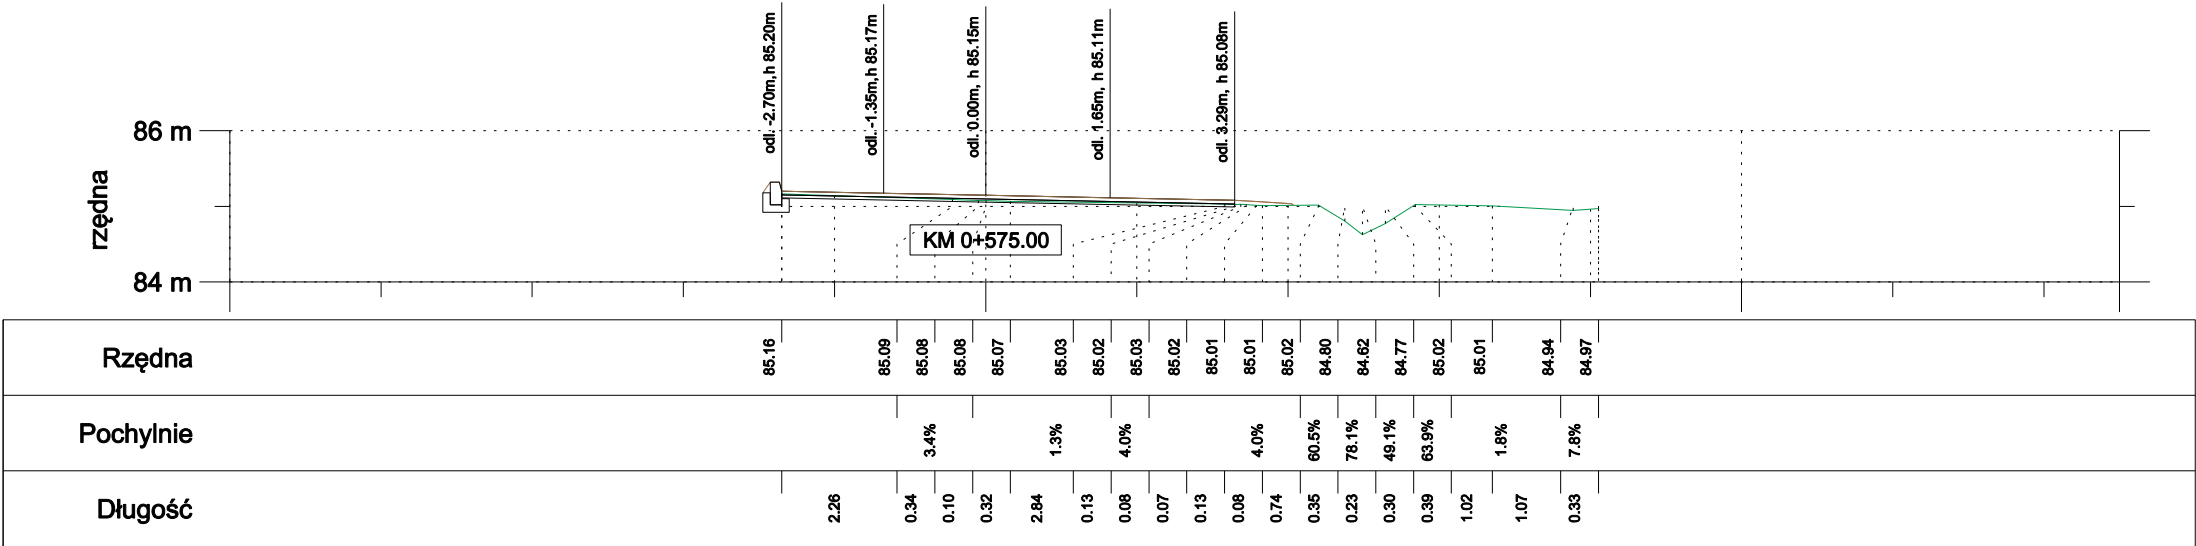 odl. -2.70m,h 85.20m
odl. -1.35m,h 85.17m
odl. 0.00m, h 85.15m
odl. 1.65m, h 85.11m
odl. 3.29m, h 85.08m
86 m
rzędna
KM 0+575.00
84 m
Rzędna 85.16 85.09 85.08 85.08 85.07 85.03 85.02 85.03 85.02 85.01 85.01 85.02 84.80 84.62 84.77 85.02 85.01 84.94 84.97
Pochylnie 3.4% 1.3% 4.0% 4.0% 60.5% 78.1% 49.1% 63.9% 1.8% 7.8%
Długość 2.26 0.34 0.10 0.32 2.84 0.13 0.08 0.07 0.13 0.08 0.74 0.35 0.23 0.30 0.39 1.02 1.07 0.33